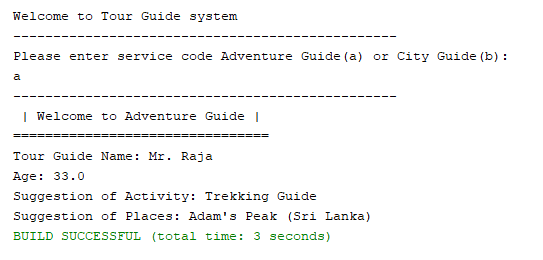 Welcome to Tour Guide system
------------------------------------------------
Please enter service code Adventure Guide(a) or City Guide(b):
a
------------------------------------------------
| Welcome to Adventure Guide |
================================
Tour Guide Name: Mr. Raja
Age: 33.0
Suggestion of Activity: Trekking Guide
Suggestion of Places: Adam's Peak (Sri Lanka)
BUILD SUCCESSFUL (total time: 3 seconds)